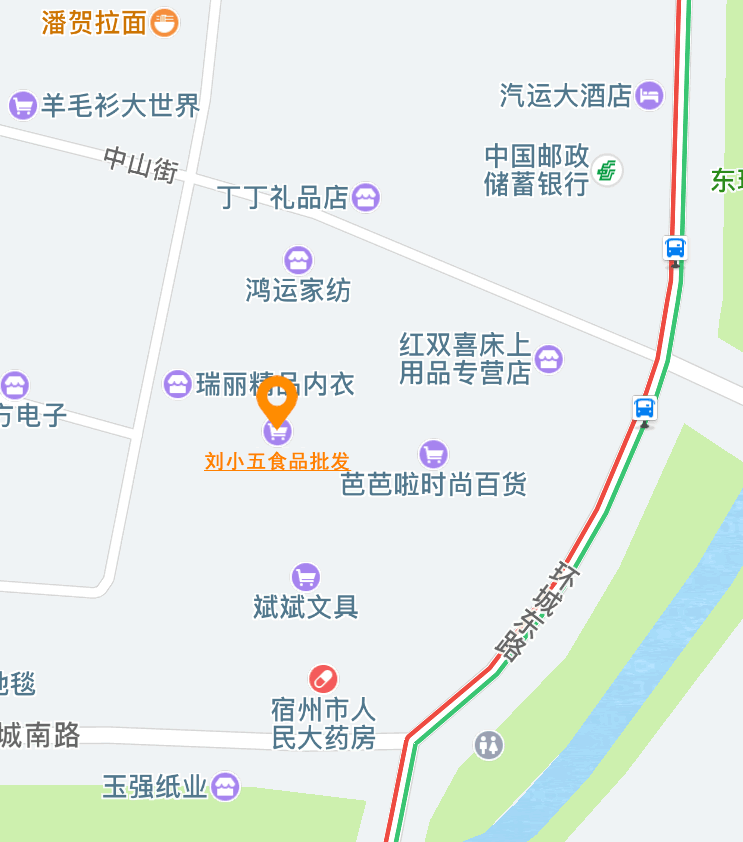 潘贺拉面
羊毛衫大世界
汽运大酒店
中山街
中国邮政
储蓄银行
丁丁礼品店
鸿运家纺
红双喜床上
用品专营店
瑞丽精品内衣
方电子
刘小五食品批发
芭芭啦时尚百货
环城东路
斌斌文具
地毯
宿州市人
民大药房
城南路
玉强纸业